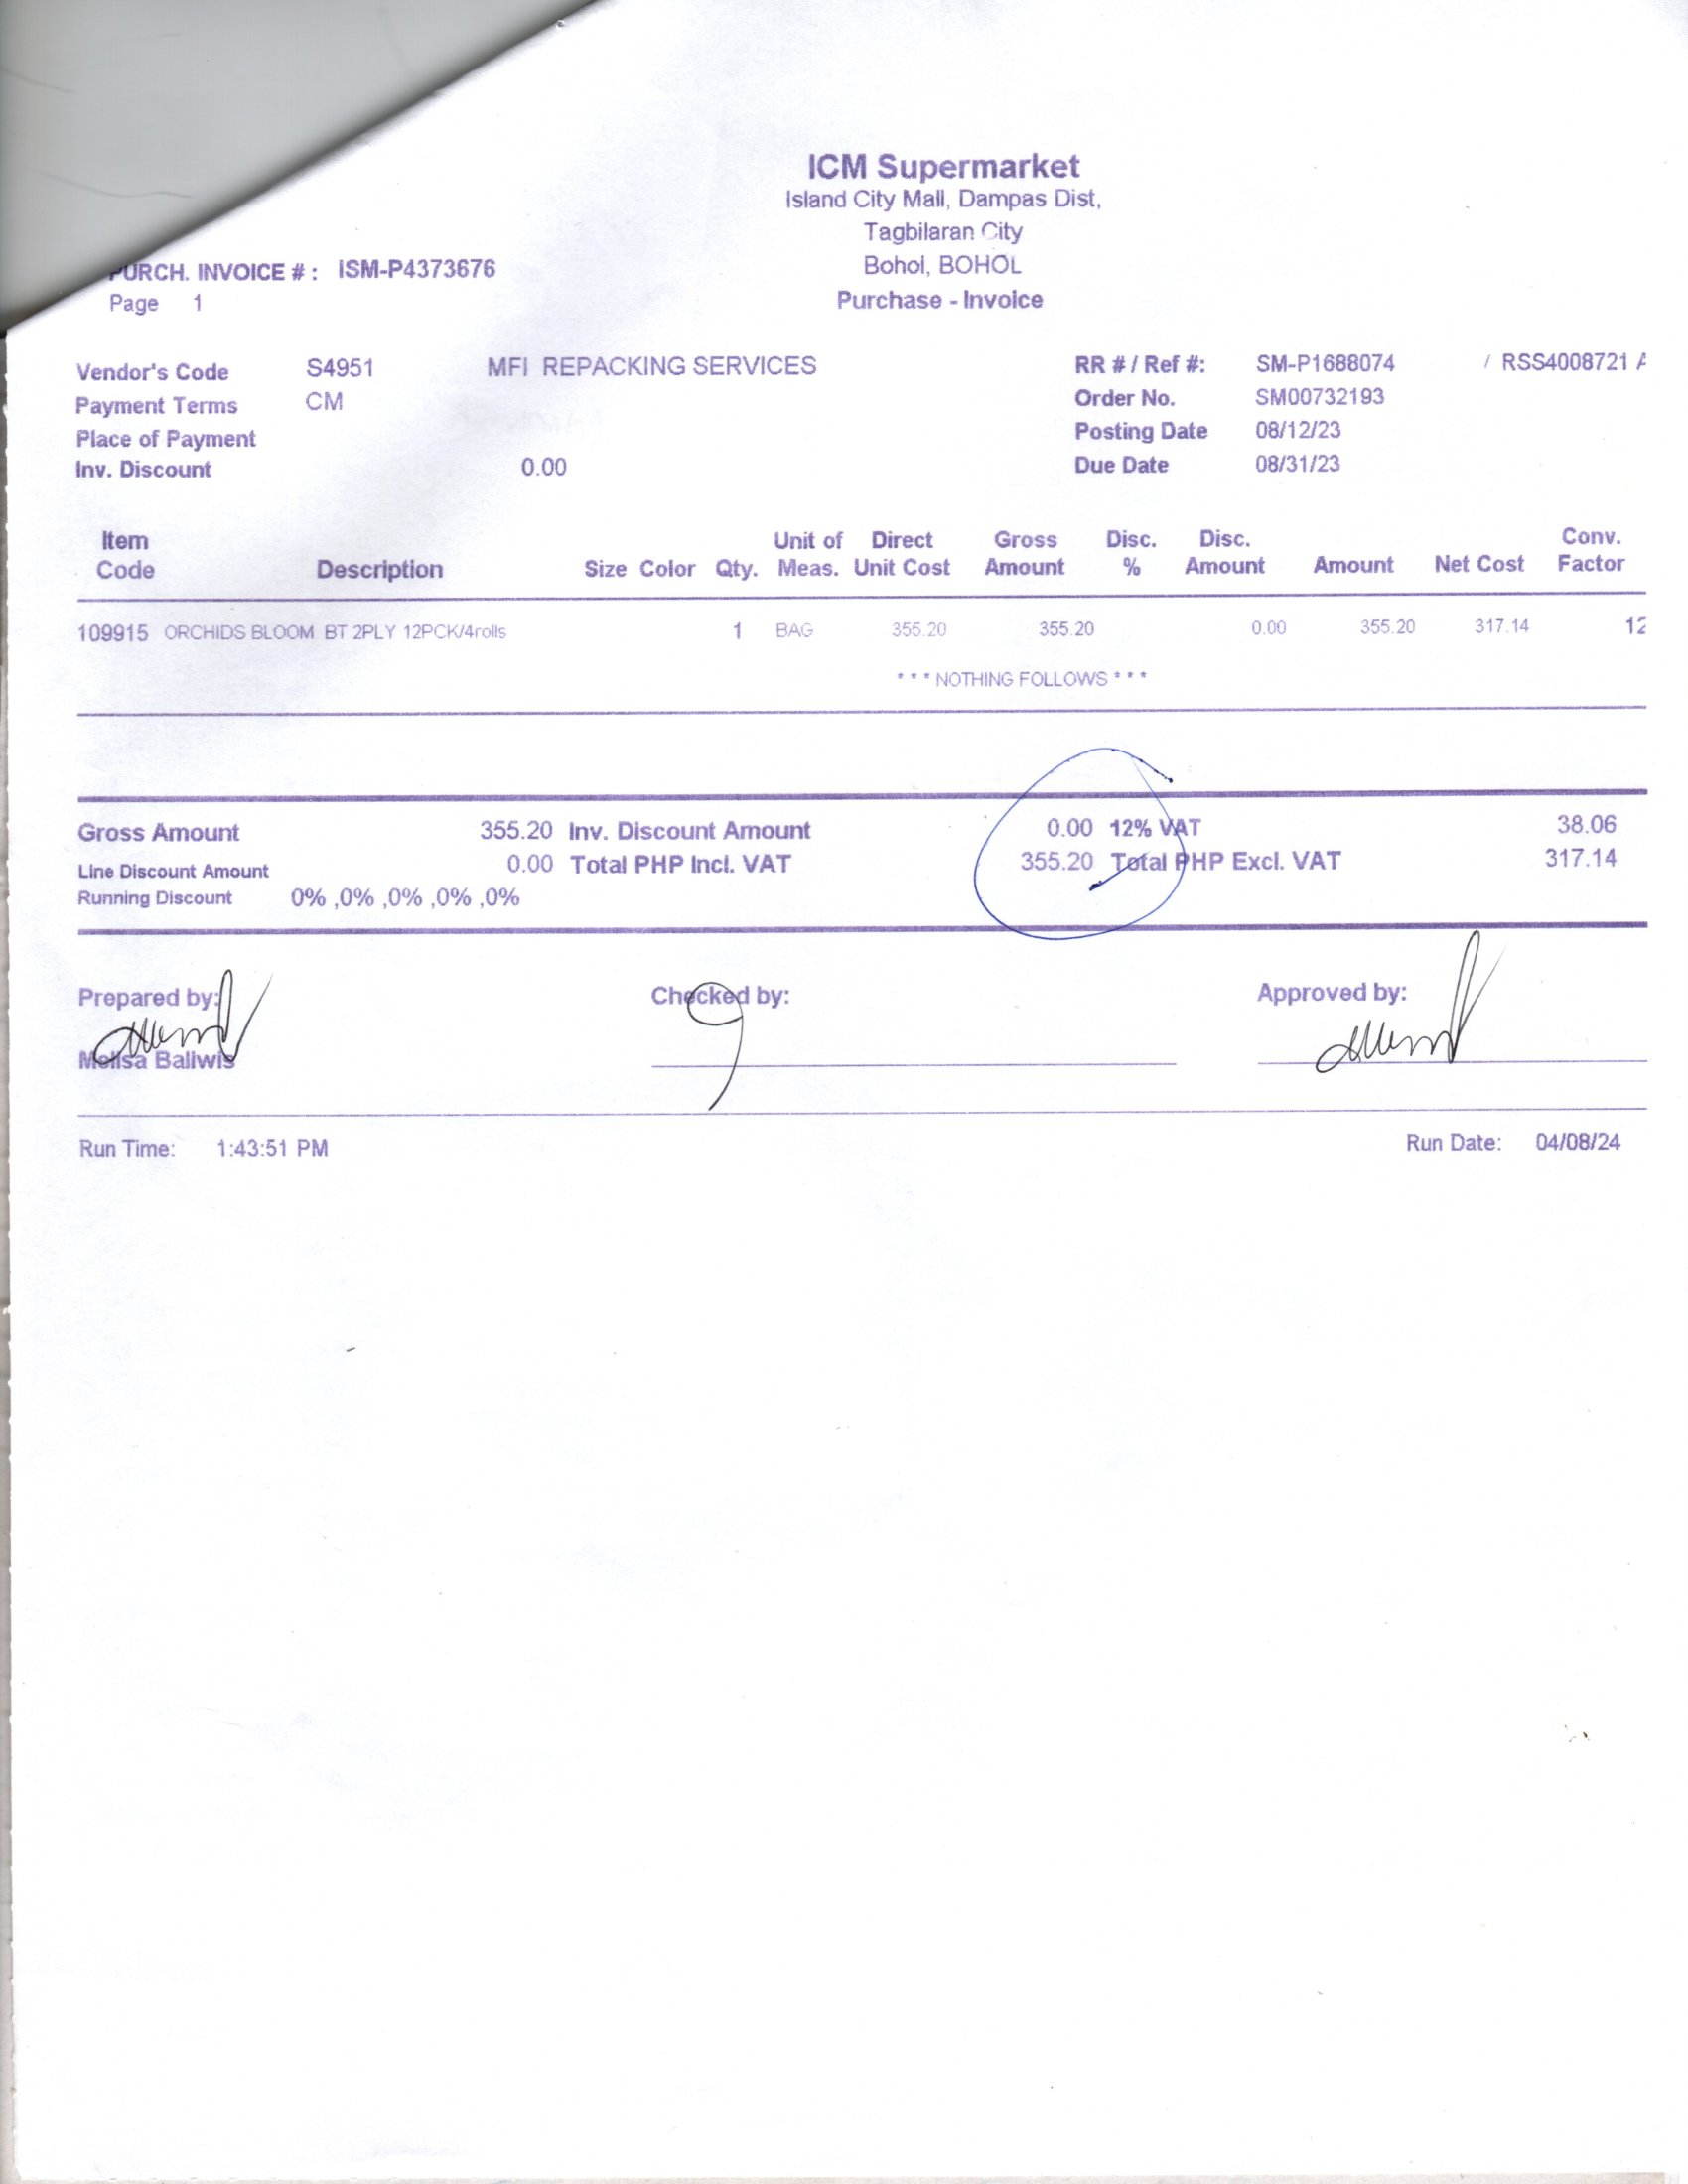 ICM Supermarket
Island City Mall, Dampas Dist,
Tagbilaran City
Bohol, BOHOL
Purchase - Invoice
PURCH. INVOICE # : ISM-P4373676
Page 1
Vendor's Code S4951 MFI REPACKING SERVICES RR # / Ref #: SM-P1688074 / RSS4008721
Payment Terms CM Order No. SM00732193
Place of Payment Posting Date 08/12/23
Inv. Discount 0.00 Due Date 08/31/23
Item Code Description Size Color Qty. Unit of Meas. Direct Unit Cost Gross Amount Disc. % Disc. Amount Amount Net Cost Conv. Factor
109915 ORCHIDS BLOOM BT 2PLY 12PCK/4rolls 1 BAG 355.20 355.20 0.00 355.20 317.14 12
* * * NOTHING FOLLOWS * * *
Gross Amount 355.20 Inv. Discount Amount 0.00 12% VAT 38.06
Line Discount Amount 0.00 Total PHP Incl. VAT 355.20 Total PHP Excl. VAT 317.14
Running Discount 0% ,0% ,0% ,0% ,0%
Prepared by: Checked by: Approved by:
Melisa Baliwis
Run Time: 1:43:51 PM Run Date: 04/08/24